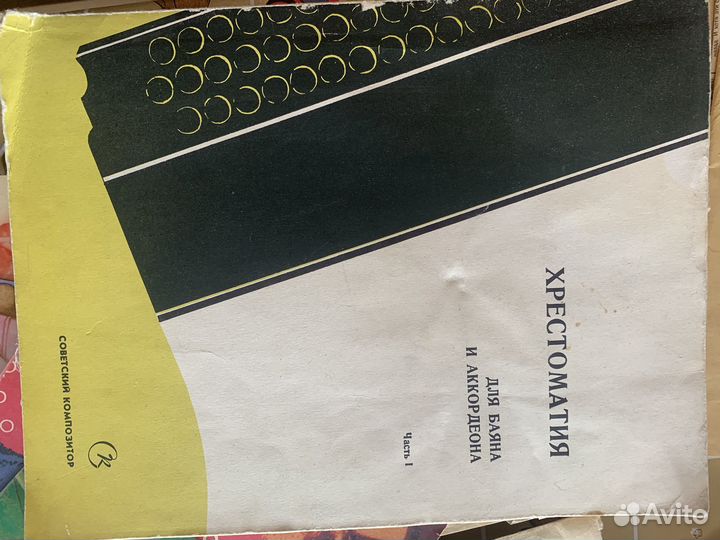 ХРЕСТОМАТИЯ
ДЛЯ БАЯНА
И АККОРДЕОНА
Часть I
СОВЕТСКИЙ КОМПОЗИТОР
Avito